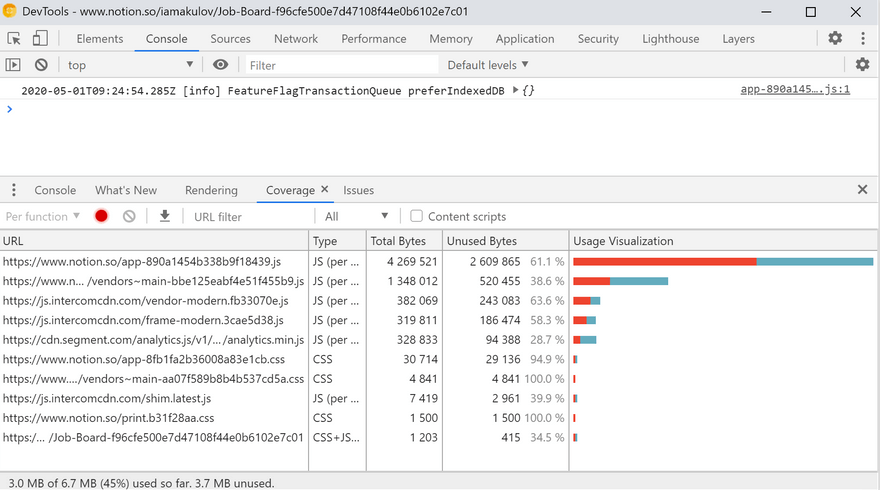 DevTools - www.notion.so/iamakulov/Job-Board-f96cfe500e7d47108f44e0b6102e7c01
Elements Console Sources Network Performance Memory Application Security Lighthouse Layers
top Filter Default levels
2020-05-01T09:24:54.285Z [info] FeatureFlagTransactionQueue preferIndexedDB {} app-890a145….js:1
Console What's New Rendering Coverage Issues
Per function URL filter All Content scripts
URL Type Total Bytes Unused Bytes Usage Visualization
https://www.notion.so/app-890a1454b338b9f18439.js JS (per ... 4 269 521 2 609 865 61.1 %
https://www.n... /vendors~main-bbe125eabf4e51f455b9.js JS (per ... 1 348 012 520 455 38.6 %
https://js.intercomcdn.com/vendor-modern.fb33070e.js JS (per ... 382 069 243 083 63.6 %
https://js.intercomcdn.com/frame-modern.3cae5d38.js JS (per ... 319 811 186 474 58.3 %
https://cdn.segment.com/analytics.js/v1/... /analytics.min.js JS (per ... 328 833 94 388 28.7 %
https://www.notion.so/app-8fb1fa2b36008a83e1cb.css CSS 30 714 29 136 94.9 %
https://www..../vendors~main-aa07f589b8b4b537cd5a.css CSS 4 841 4 841 100.0 %
https://js.intercomcdn.com/shim.latest.js JS (per ... 7 419 2 961 39.9 %
https://www.notion.so/print.b31f28aa.css CSS 1 500 1 500 100.0 %
https:/... /Job-Board-f96cfe500e7d47108f44e0b6102e7c01 CSS+JS... 1 203 415 34.5 %
3.0 MB of 6.7 MB (45%) used so far. 3.7 MB unused.